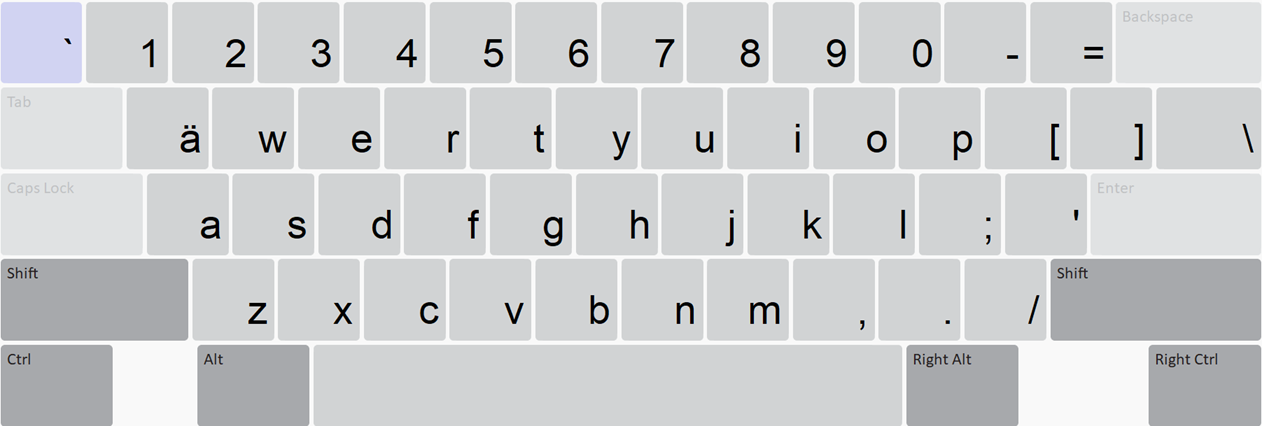 ` 1 2 3 4 5 6 7 8 9 0 - = Backspace
Tab ä w e r t y u i o p [ ] \
Caps Lock a s d f g h j k l ; ' Enter
Shift z x c v b n m , . / Shift
Ctrl Alt Right Alt Right Ctrl